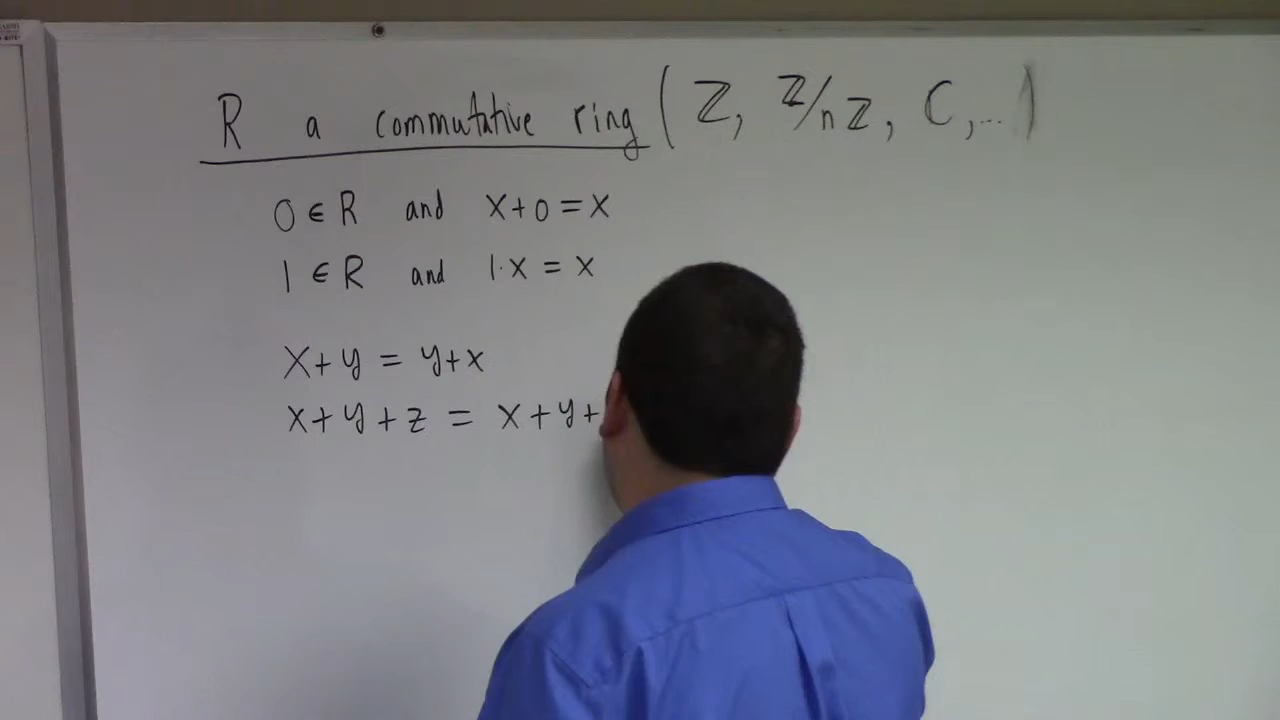 R a commutative ring (ℤ, ℤ/nℤ, C, ...)
0 ∈ R and x+0 = x
1 ∈ R and 1·x = x
x+y = y+x
x+y+z = x+y+